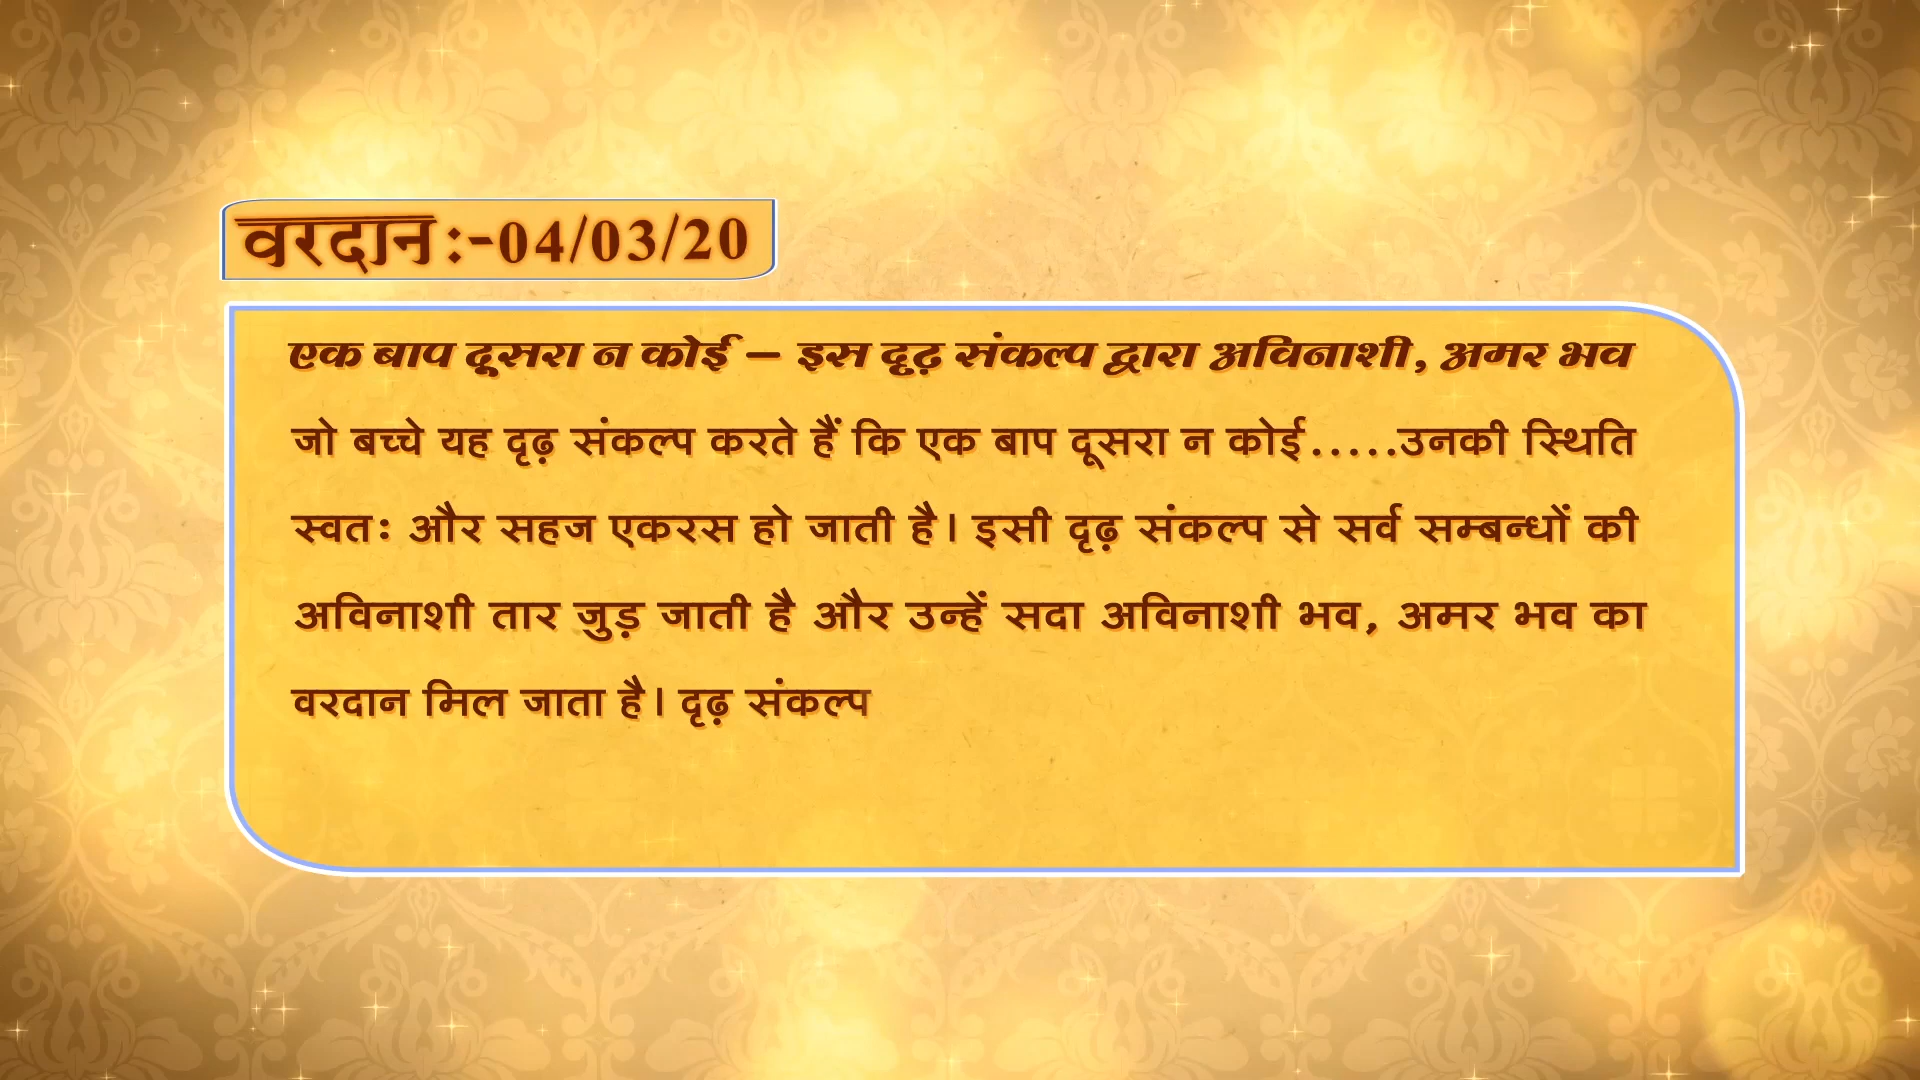 वरदान :-04/03/20
एक बाप दूसरा न कोई – इस दृढ़ संकल्प द्वारा अविनाशी, अमर भव
जो बच्चे यह दृढ़ संकल्प करते हैं कि एक बाप दूसरा न कोई.....उनकी स्थिति
स्वतः और सहज एकरस हो जाती है। इसी दृढ़ संकल्प से सर्व सम्बन्धों की
अविनाशी तार जुड़ जाती है और उन्हें सदा अविनाशी भव, अमर भव का
वरदान मिल जाता है। दृढ़ संकल्प